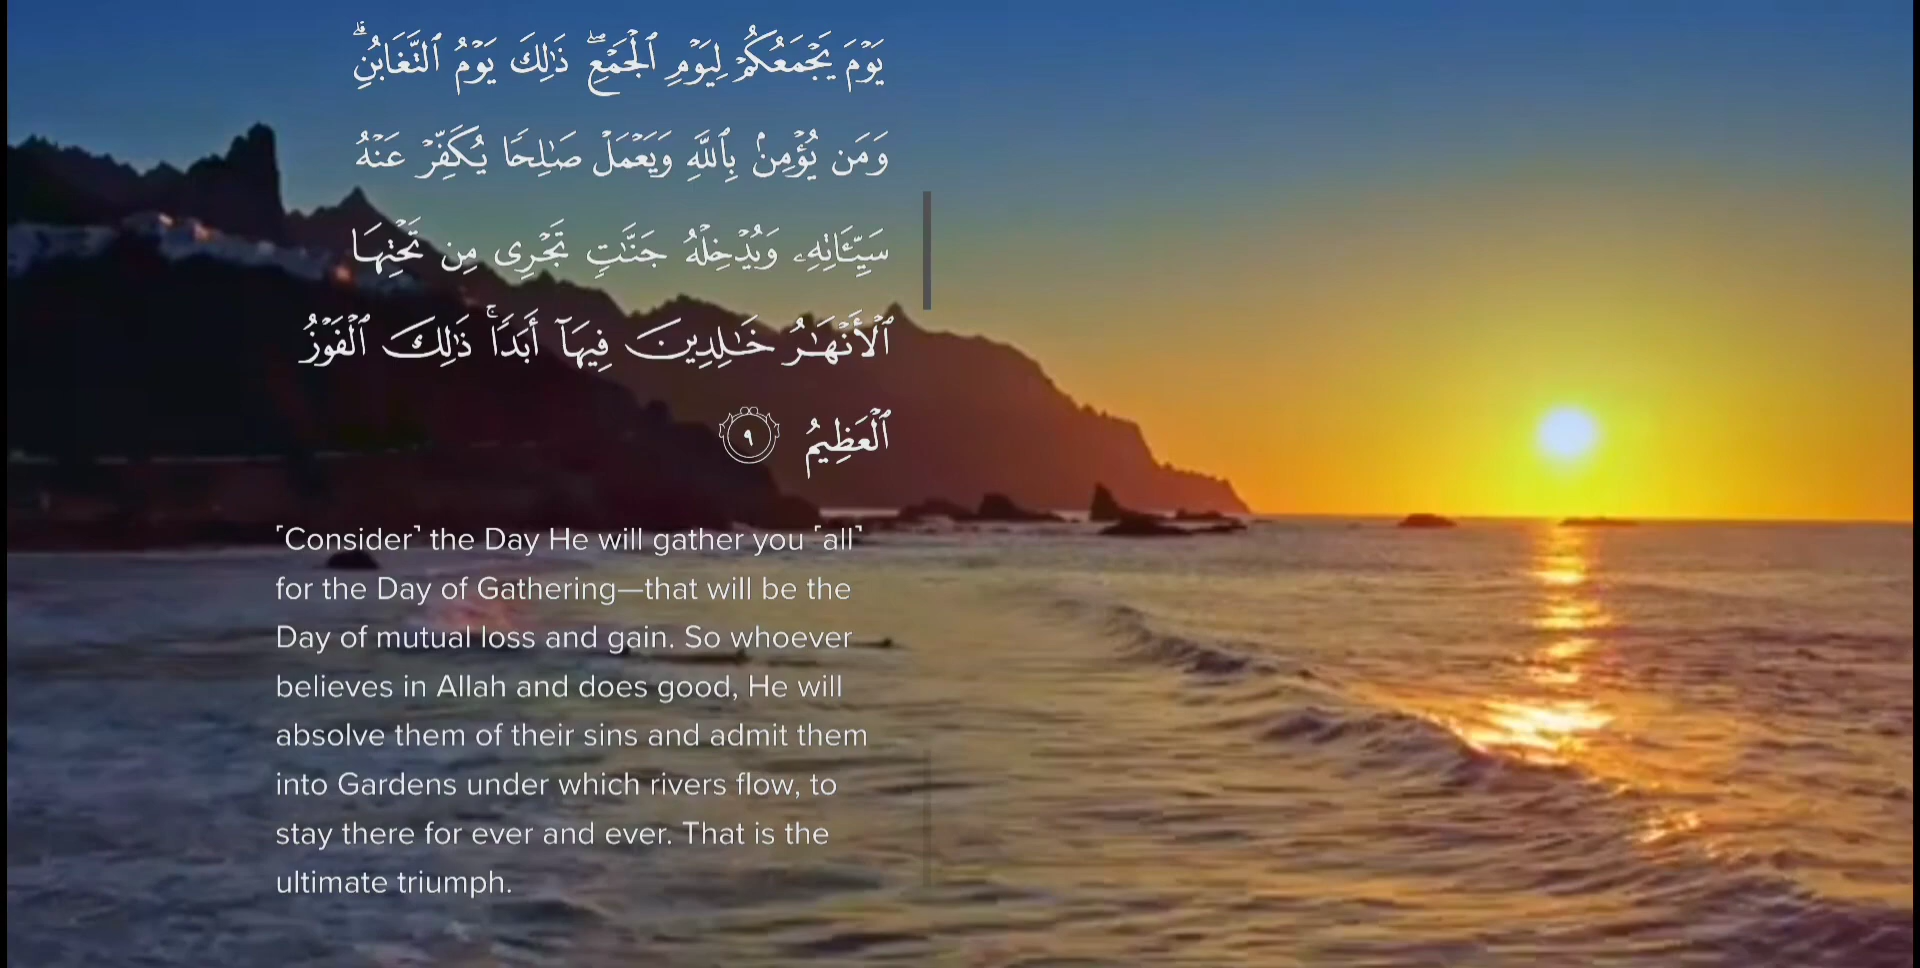 يَوْمَ يَجْمَعُكُمْ لِيَوْمِ ٱلْجَمْعِ ۖ ذَٰلِكَ يَوْمُ ٱلتَّغَابُنِ ۗ
وَمَن يُؤْمِنۢ بِٱللَّهِ وَيَعْمَلْ صَـٰلِحًا يُكَفِّرْ عَنْهُ
سَيِّـَٔاتِهِۦ وَيُدْخِلْهُ جَنَّـٰتٍ تَجْرِى مِن تَحْتِهَا
ٱلْأَنْهَـٰرُ خَـٰلِدِينَ فِيهَآ أَبَدًا ۚ ذَٰلِكَ ٱلْفَوْزُ
ٱلْعَظِيمُ ٩
˹Consider˺ the Day He will gather you ˹all˺
for the Day of Gathering—that will be the
Day of mutual loss and gain. So whoever
believes in Allah and does good, He will
absolve them of their sins and admit them
into Gardens under which rivers flow, to
stay there for ever and ever. That is the
ultimate triumph.